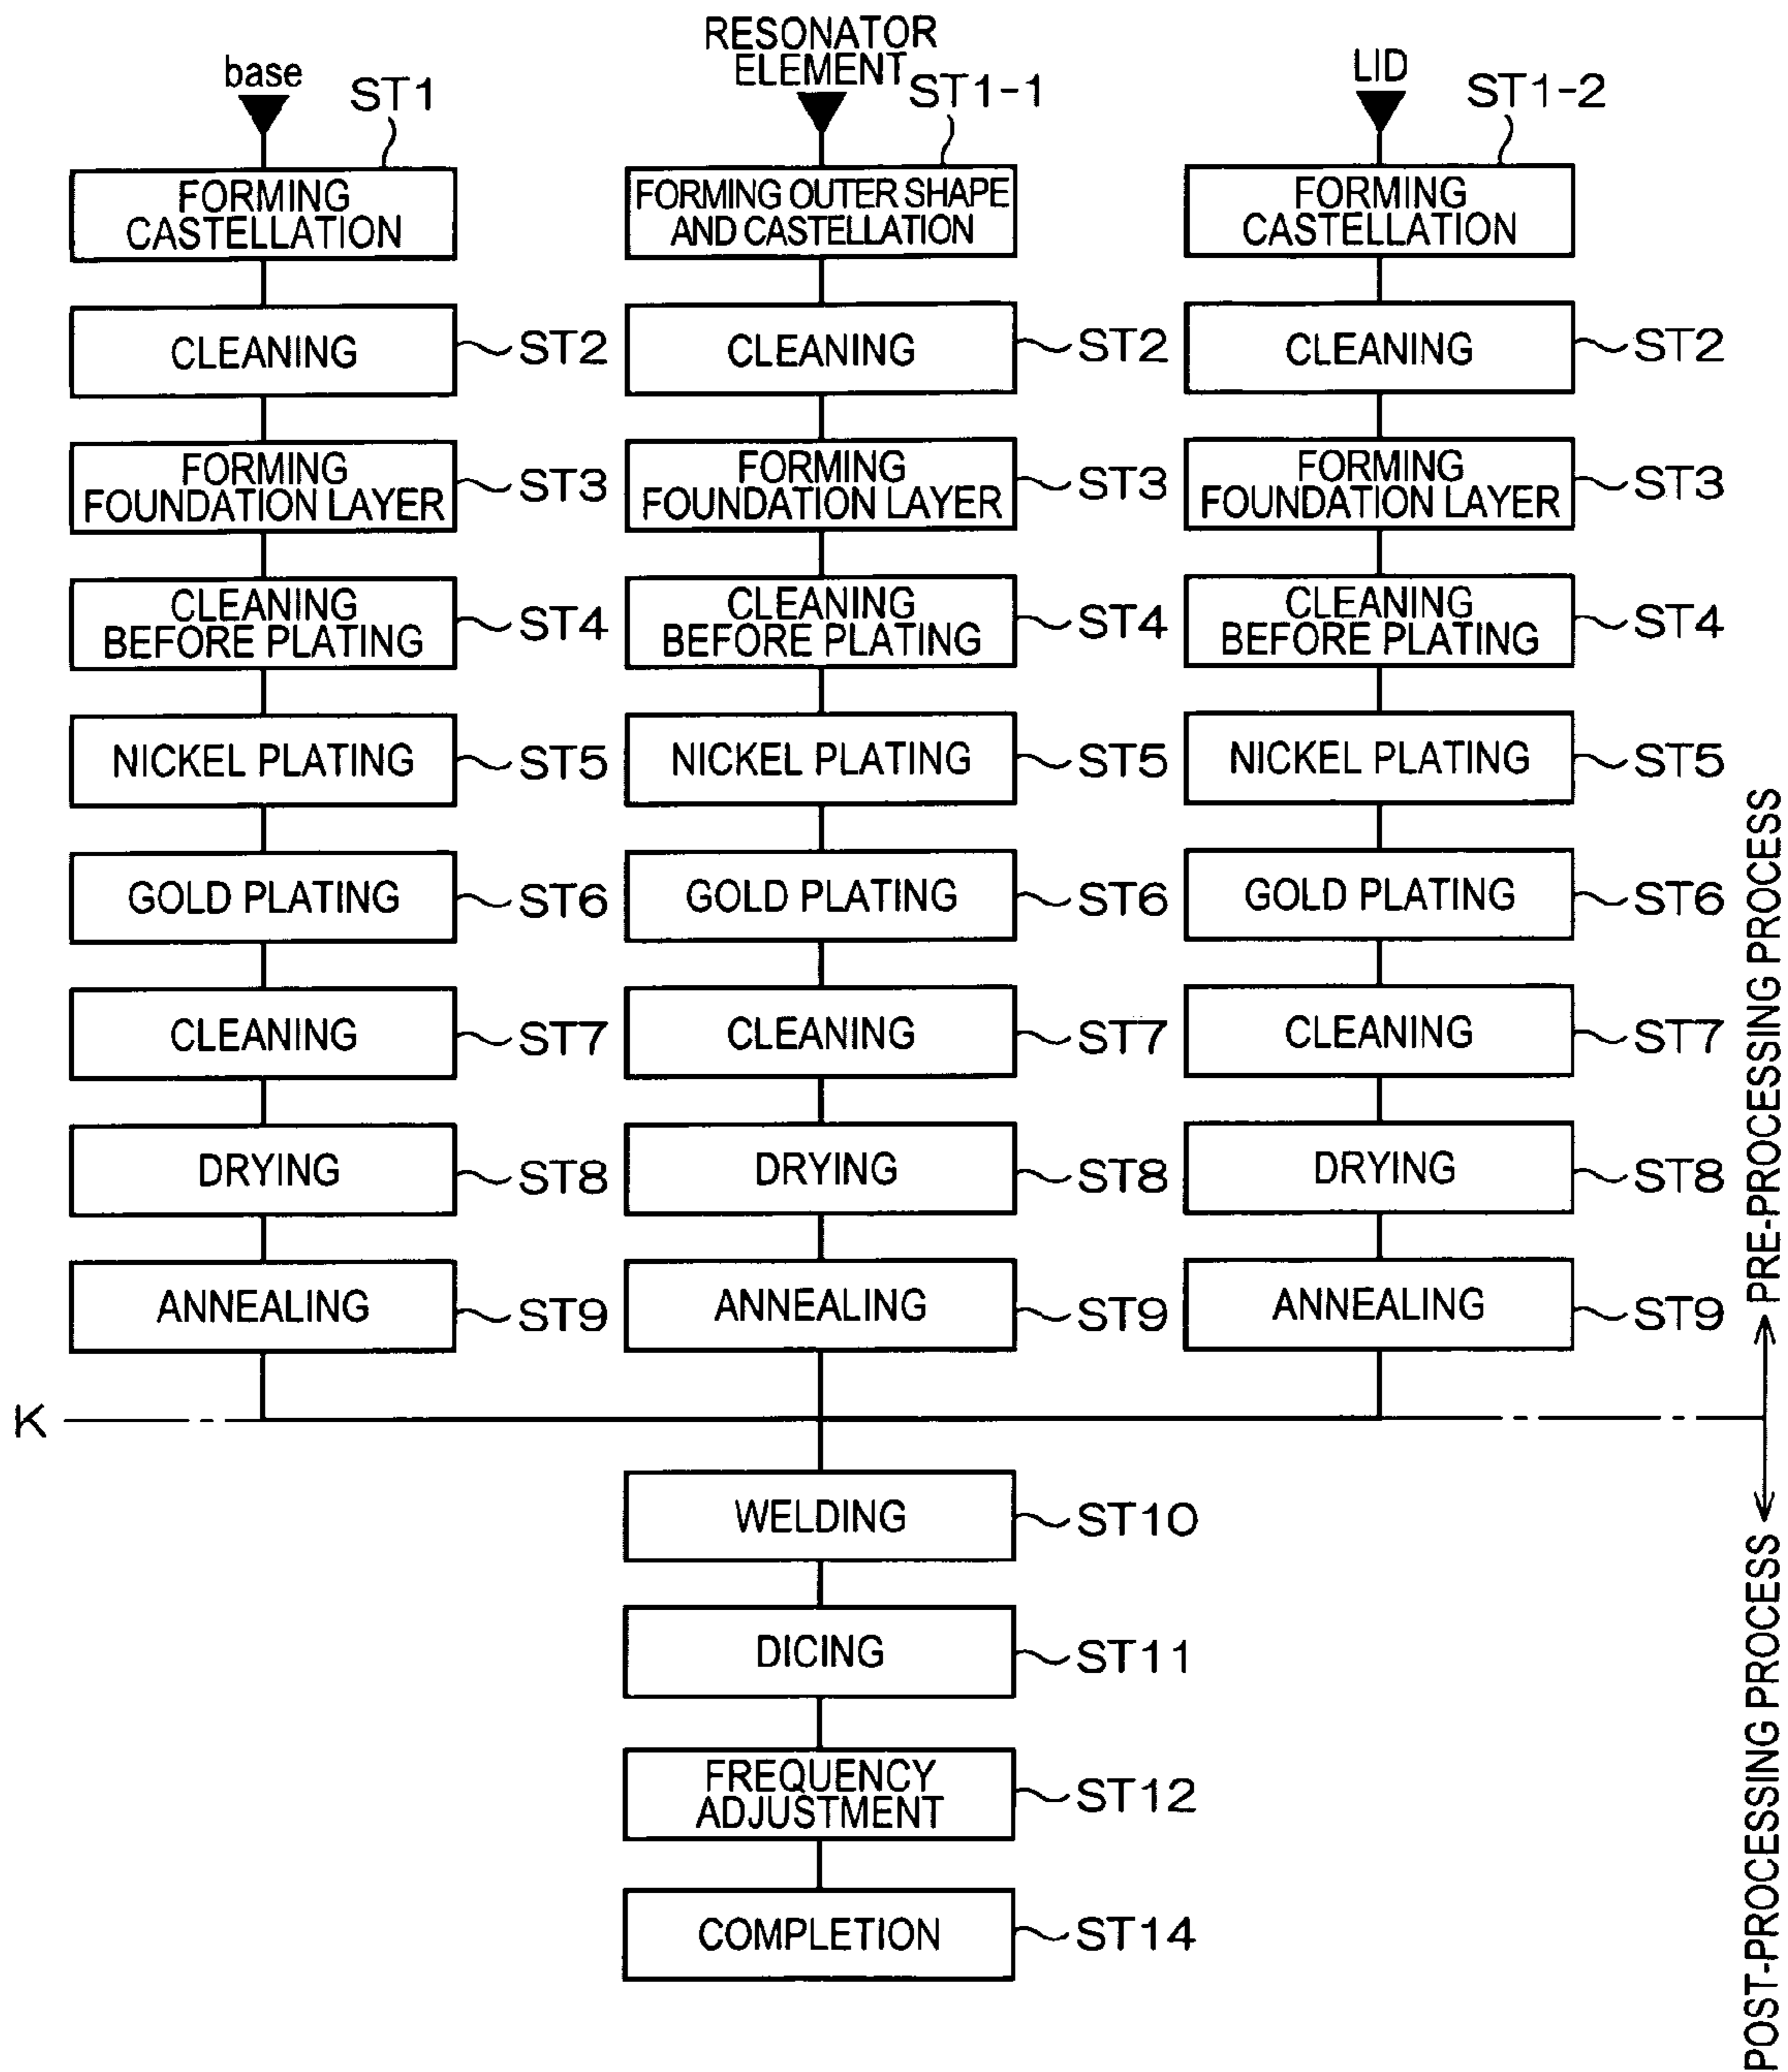 base
ST1
RESONATOR
ELEMENT
ST1-1
LID
ST1-2
FORMING
CASTELLATION
FORMING OUTER SHAPE
AND CASTELLATION
FORMING
CASTELLATION
CLEANING
ST2
CLEANING
ST2
CLEANING
ST2
FORMING
FOUNDATION LAYER
ST3
FORMING
FOUNDATION LAYER
ST3
FORMING
FOUNDATION LAYER
ST3
CLEANING
BEFORE PLATING
ST4
CLEANING
BEFORE PLATING
ST4
CLEANING
BEFORE PLATING
ST4
NICKEL PLATING
ST5
NICKEL PLATING
ST5
NICKEL PLATING
ST5
GOLD PLATING
ST6
GOLD PLATING
ST6
GOLD PLATING
ST6
CLEANING
ST7
CLEANING
ST7
CLEANING
ST7
DRYING
ST8
DRYING
ST8
DRYING
ST8
ANNEALING
ST9
ANNEALING
ST9
ANNEALING
ST9
PRE-PROCESSING PROCESS
K
WELDING
ST10
DICING
ST11
FREQUENCY
ADJUSTMENT
ST12
COMPLETION
ST14
POST-PROCESSING PROCESS